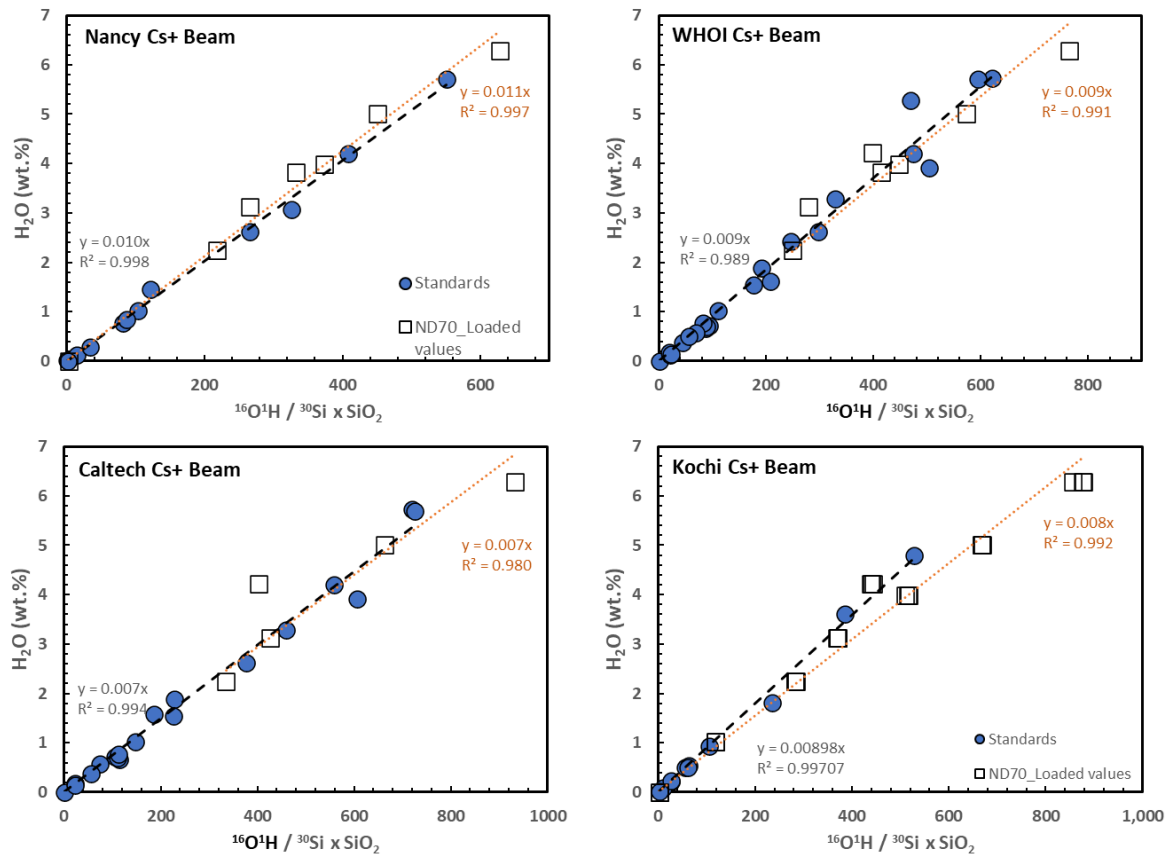 Nancy Cs+ Beam
7
6
5
4
3
2
1
0
H₂O (wt.%)
y = 0.011x
R² = 0.997
y = 0.010x
R² = 0.998
Standards
ND70_Loaded
values
0 200 400 600
¹⁶O¹H / ³⁰Si x SiO₂
WHOI Cs+ Beam
7
6
5
4
3
2
1
0
H₂O (wt.%)
y = 0.009x
R² = 0.991
y = 0.009x
R² = 0.989
0 200 400 600 800
¹⁶O¹H / ³⁰Si x SiO₂
Caltech Cs+ Beam
7
6
5
4
3
2
1
0
H₂O (wt.%)
y = 0.007x
R² = 0.980
y = 0.007x
R² = 0.994
0 200 400 600 800 1000
¹⁶O¹H / ³⁰Si x SiO₂
Kochi Cs+ Beam
7
6
5
4
3
2
1
0
H₂O (wt.%)
y = 0.008x
R² = 0.992
y = 0.00898x
R² = 0.99707
Standards
ND70_Loaded values
0 200 400 600 800 1,000
¹⁶O¹H / ³⁰Si x SiO₂